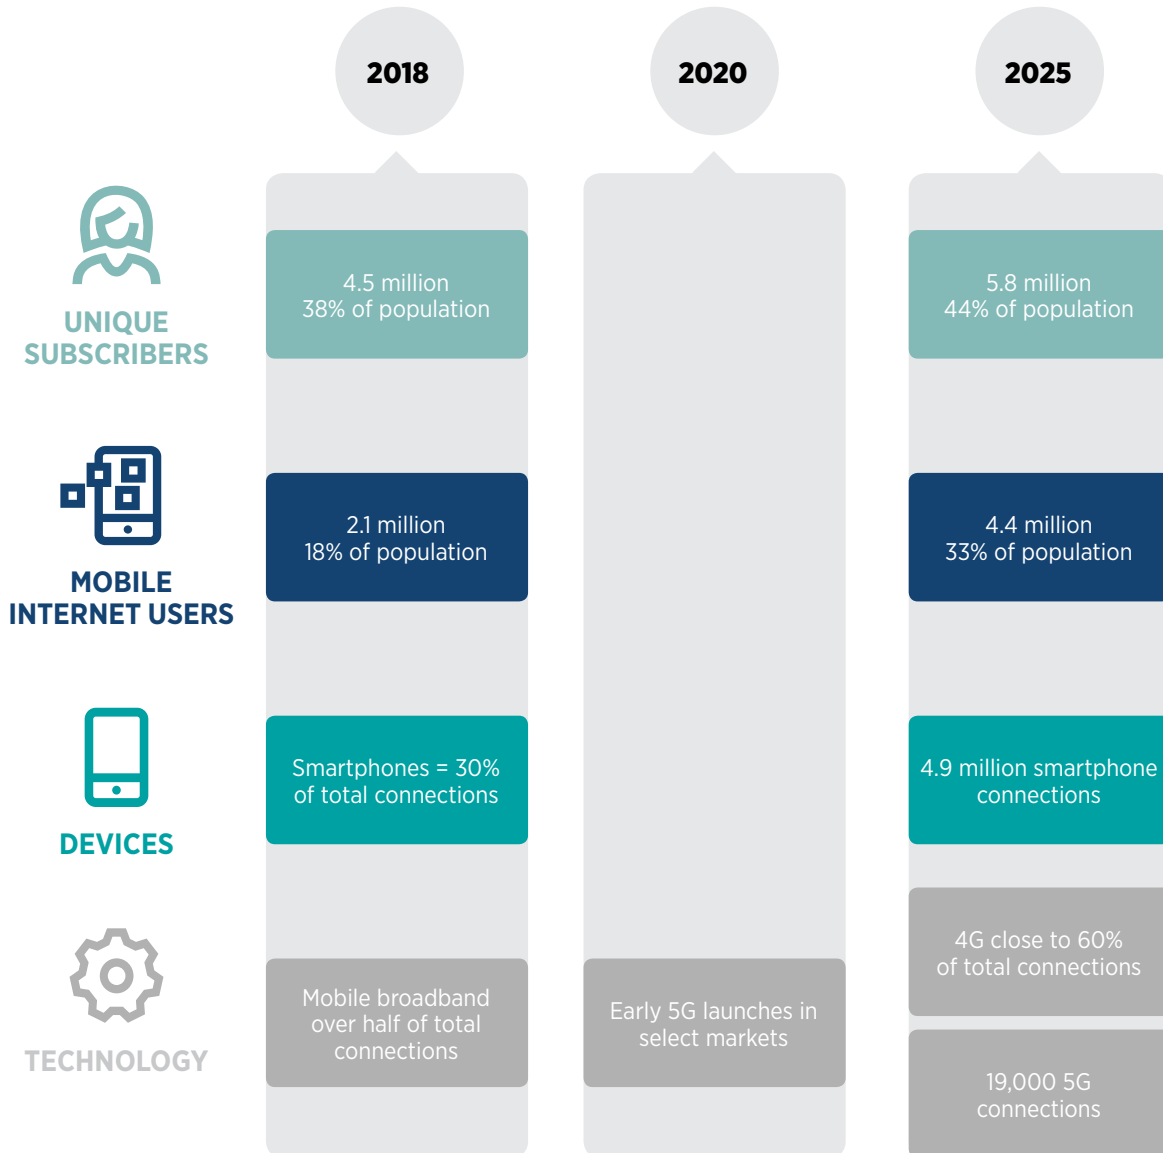 2018
2020
2025
UNIQUE
SUBSCRIBERS
4.5 million
38% of population
5.8 million
44% of population
MOBILE
INTERNET USERS
2.1 million
18% of population
4.4 million
33% of population
DEVICES
Smartphones = 30%
of total connections
4.9 million smartphone
connections
TECHNOLOGY
Mobile broadband
over half of total
connections
Early 5G launches in
select markets
4G close to 60%
of total connections
19,000 5G
connections